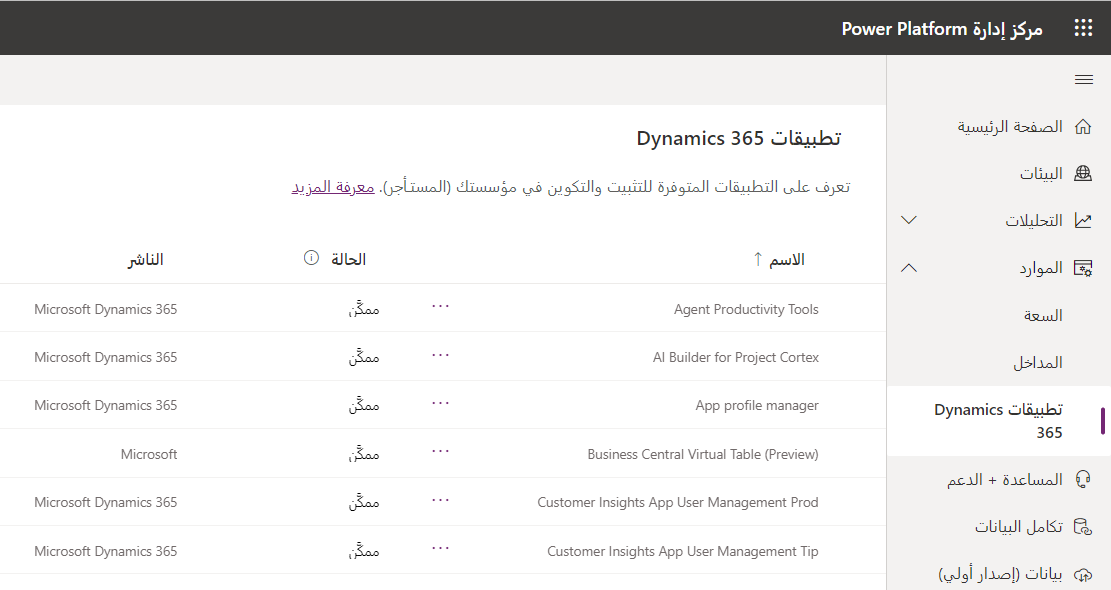 مركز إدارة Power Platform
الصفحة الرئيسية
البيئات
التحليلات
الموارد
السعة
المداخل
تطبيقات Dynamics
365
المساعدة + الدعم
تكامل البيانات
بيانات (إصدار أولي)
تطبيقات Dynamics 365
تعرف على التطبيقات المتوفرة للتثبيت والتكوين في مؤسستك (المستأجر). معرفة المزيد
الاسم ↑ الحالة الناشر
Agent Productivity Tools ··· ممكَّن Microsoft Dynamics 365
AI Builder for Project Cortex ··· ممكَّن Microsoft Dynamics 365
App profile manager ··· ممكَّن Microsoft Dynamics 365
Business Central Virtual Table (Preview) ··· ممكَّن Microsoft
Customer Insights App User Management Prod ··· ممكَّن Microsoft Dynamics 365
Customer Insights App User Management Tip ··· ممكَّن Microsoft Dynamics 365